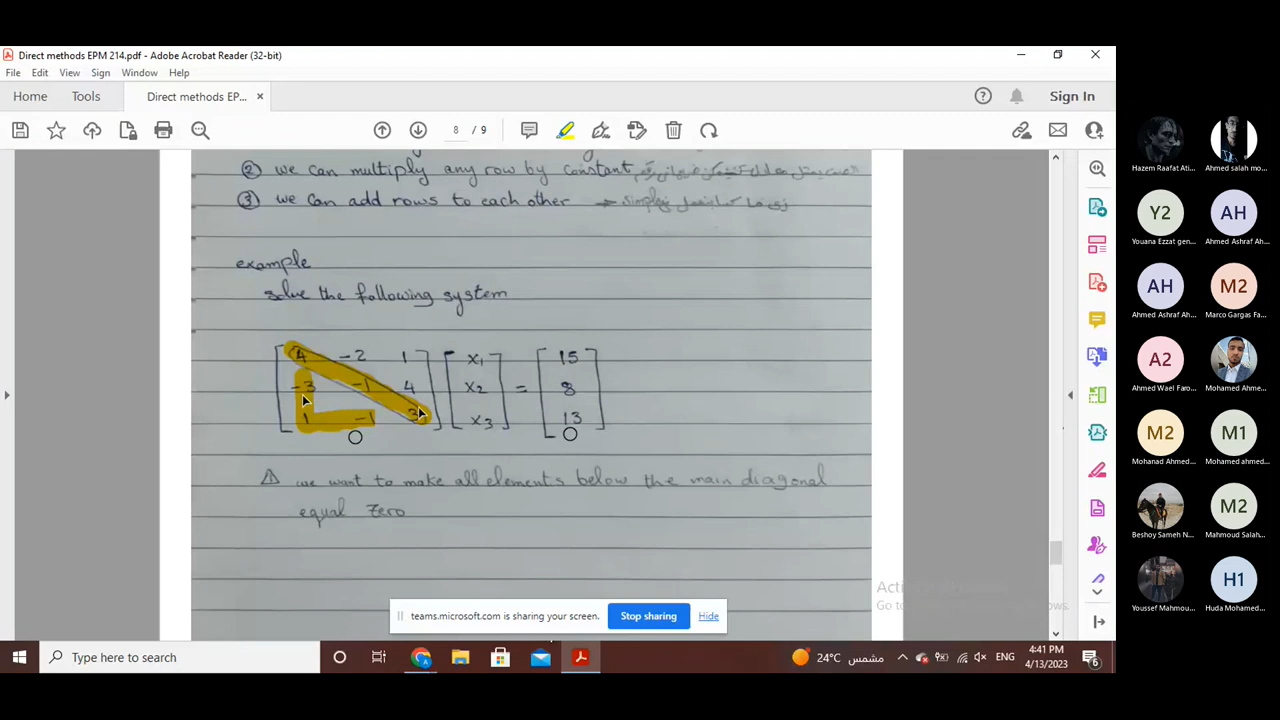 Direct methods EPM 214.pdf - Adobe Acrobat Reader (32-bit)
File Edit View Sign Window Help
Home Tools Direct methods EP... × Sign In
8 / 9
② we can multiply any row by constant
③ we can add rows to each other →
example
solve the following system
4 -2 1 x1 15
-3 -1 4 x2 = 8
1 -1 3 x3 13
⚠ we want to make all elements below the main diagonal
equal Zero
teams.microsoft.com is sharing your screen. Stop sharing Hide
Type here to search
24°C مشمس
ENG
4:41 PM
4/13/2023
6
Hazem Raafat Ati...
Ahmed salah mo...
Y2
Youana Ezzat gen...
AH
Ahmed Ashraf Ah...
AH
Ahmed Ashraf Ah...
M2
Marco Gargas Fa...
A2
Ahmed Wael Faro...
Mohamed Ahme...
M2
Mohanad Ahmed...
M1
Mohamed ahmed...
Beshoy Sameh N...
M2
Mahmoud Salah...
Youssef Mahmou...
H1
Huda Mohamed...